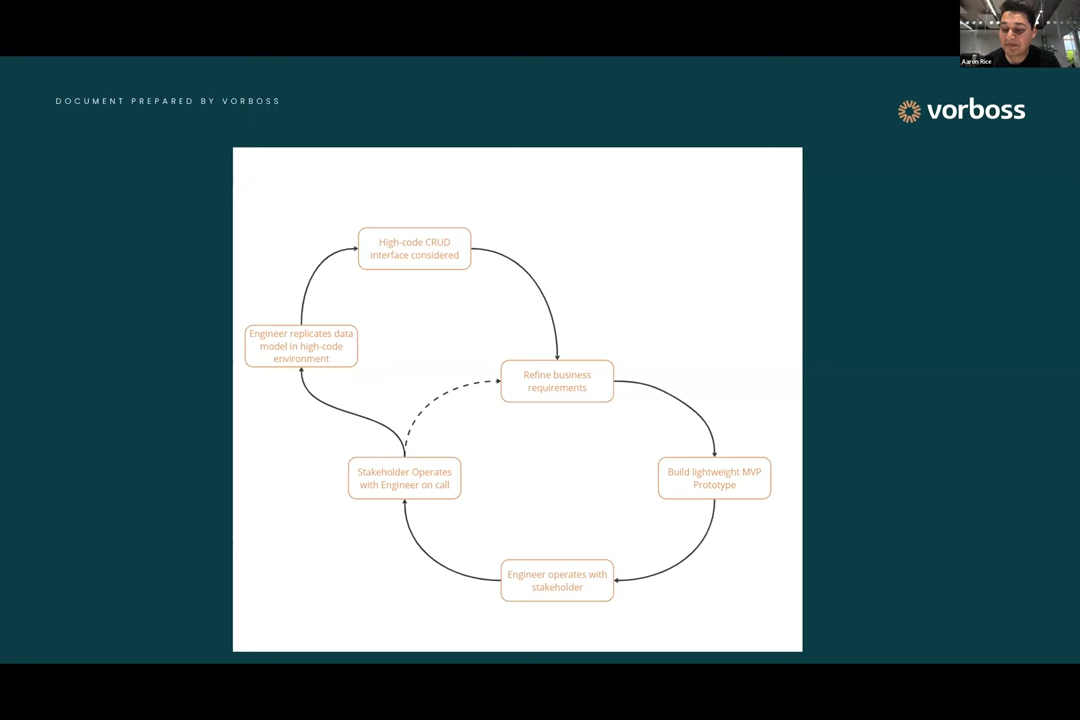 Aaron Rice
DOCUMENT PREPARED BY VORBOSS
vorboss
High-code CRUD
interface considered
Engineer replicates data
model in high-code
environment
Refine business
requirements
Stakeholder Operates
with Engineer on call
Build lightweight MVP
Prototype
Engineer operates with
stakeholder